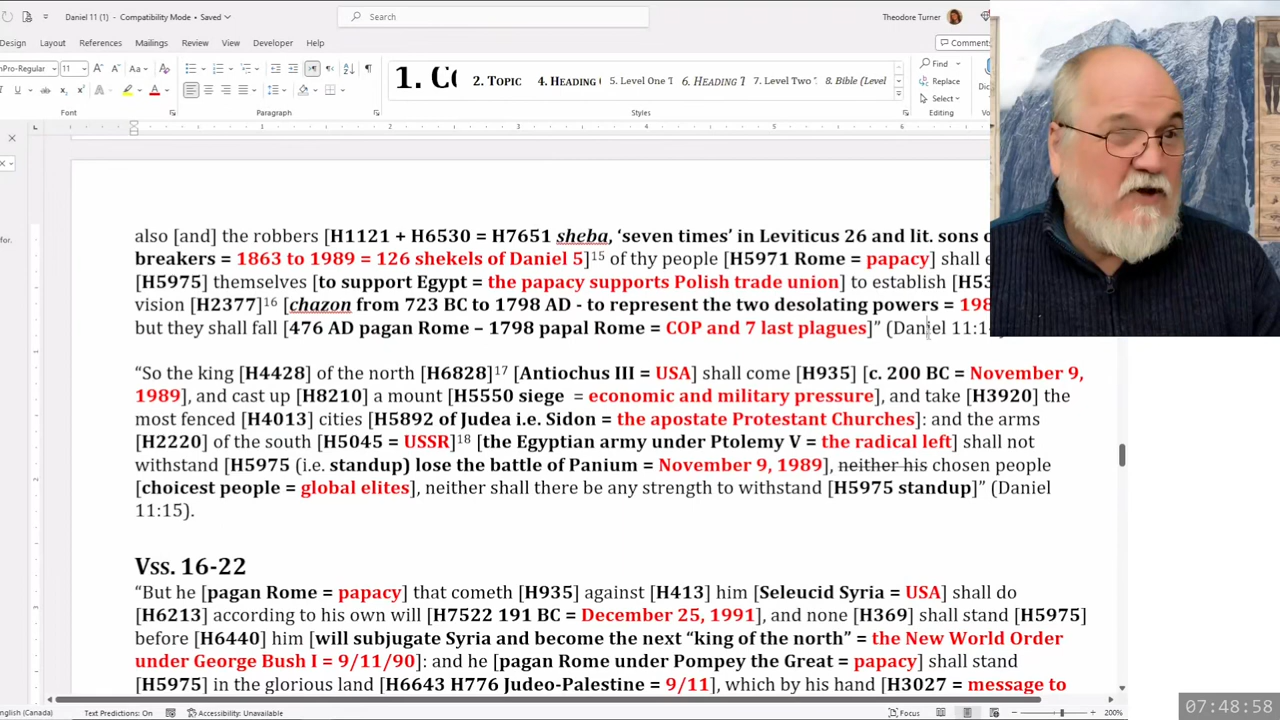 Daniel 11 (1) - Compatibility Mode • Saved
Search
Theodore Turner
Design Layout References Mailings Review View Developer Help
Comments
nPro-Regular 11 Aa
1. Co 2. Topic 4. Heading 5. Level One 6. Heading 7. Level Two 8. Bible (Level
Find
Replace
Select
Font Paragraph Styles Editing
1 2 3 4 5 6
for.
also [and] the robbers [H1121 + H6530 = H7651 sheba, ‘seven times’ in Leviticus 26 and lit. sons
breakers = 1863 to 1989 = 126 shekels of Daniel 5]15 of thy people [H5971 Rome = papacy] shall
[H5975] themselves [to support Egypt = the papacy supports Polish trade union] to establish
vision [H2377]16 [chazon from 723 BC to 1798 AD - to represent the two desolating powers =
but they shall fall [476 AD pagan Rome – 1798 papal Rome = COP and 7 last plagues]” (Daniel
“So the king [H4428] of the north [H6828]17 [Antiochus III = USA] shall come [H935] [c. 200 BC = November 9,
1989], and cast up [H8210] a mount [H5550 siege = economic and military pressure], and take [H3920] the
most fenced [H4013] cities [H5892 of Judea i.e. Sidon = the apostate Protestant Churches]: and the arms
[H2220] of the south [H5045 = USSR]18 [the Egyptian army under Ptolemy V = the radical left] shall not
withstand [H5975 (i.e. standup) lose the battle of Panium = November 9, 1989], neither his chosen people
[choicest people = global elites], neither shall there be any strength to withstand [H5975 standup]” (Daniel
11:15).
Vss. 16-22
“But he [pagan Rome = papacy] that cometh [H935] against [H413] him [Seleucid Syria = USA] shall do
[H6213] according to his own will [H7522 191 BC = December 25, 1991], and none [H369] shall stand [H5975]
before [H6440] him [will subjugate Syria and become the next “king of the north” = the New World Order
under George Bush I = 9/11/90]: and he [pagan Rome under Pompey the Great = papacy] shall stand
[H5975] in the glorious land [H6643 H776 Judeo-Palestine = 9/11], which by his hand [H3027 = message to
Text Predictions: On Accessibility: Unavailable Focus 200%
07:48:58